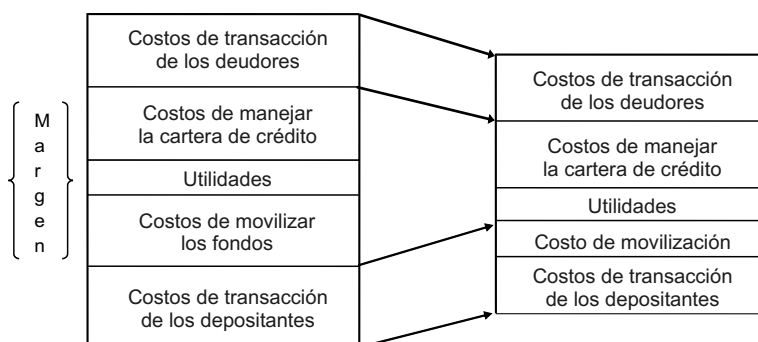 Costos de transacción
de los deudores
Margen
Costos de manejar
la cartera de crédito
Utilidades
Costos de movilizar
los fondos
Costos de transacción
de los depositantes
Costos de transacción
de los deudores
Costos de manejar
la cartera de crédito
Utilidades
Costo de movilización
Costos de transacción
de los depositantes